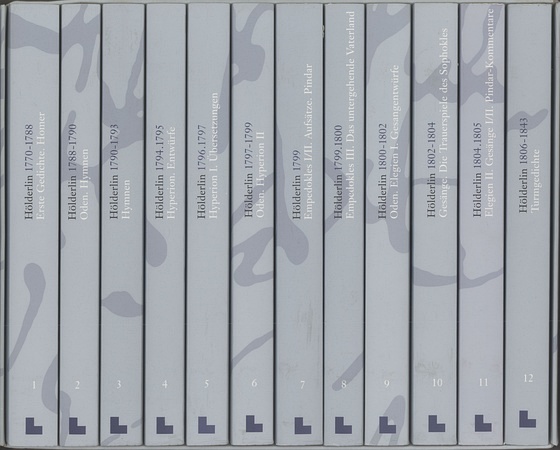 Hölderlin 1770-1788
Erste Gedichte. Homer
1
Hölderlin 1788-1790
Oden. Hymnen
2
Hölderlin 1790-1793
Hymnen
3
Hölderlin 1794.1795
Hyperion. Entwürfe
4
Hölderlin 1796.1797
Hyperion I. Übersetzungen
5
Hölderlin 1797-1799
Oden. Hyperion II
6
Hölderlin 1799
Empedokles I/II. Aufsätze. Pindar
7
Hölderlin 1799.1800
Empedokles III. Das untergehende Vaterland
8
Hölderlin 1800-1802
Oden. Elegien I. Gesangentwürfe
9
Hölderlin 1802-1804
Gesänge. Die Trauerspiele des Sophokles
10
Hölderlin 1804.1805
Elegien II. Gesänge I/II. Pindar-Kommentare
11
Hölderlin 1806-1843
Turmgedichte
12